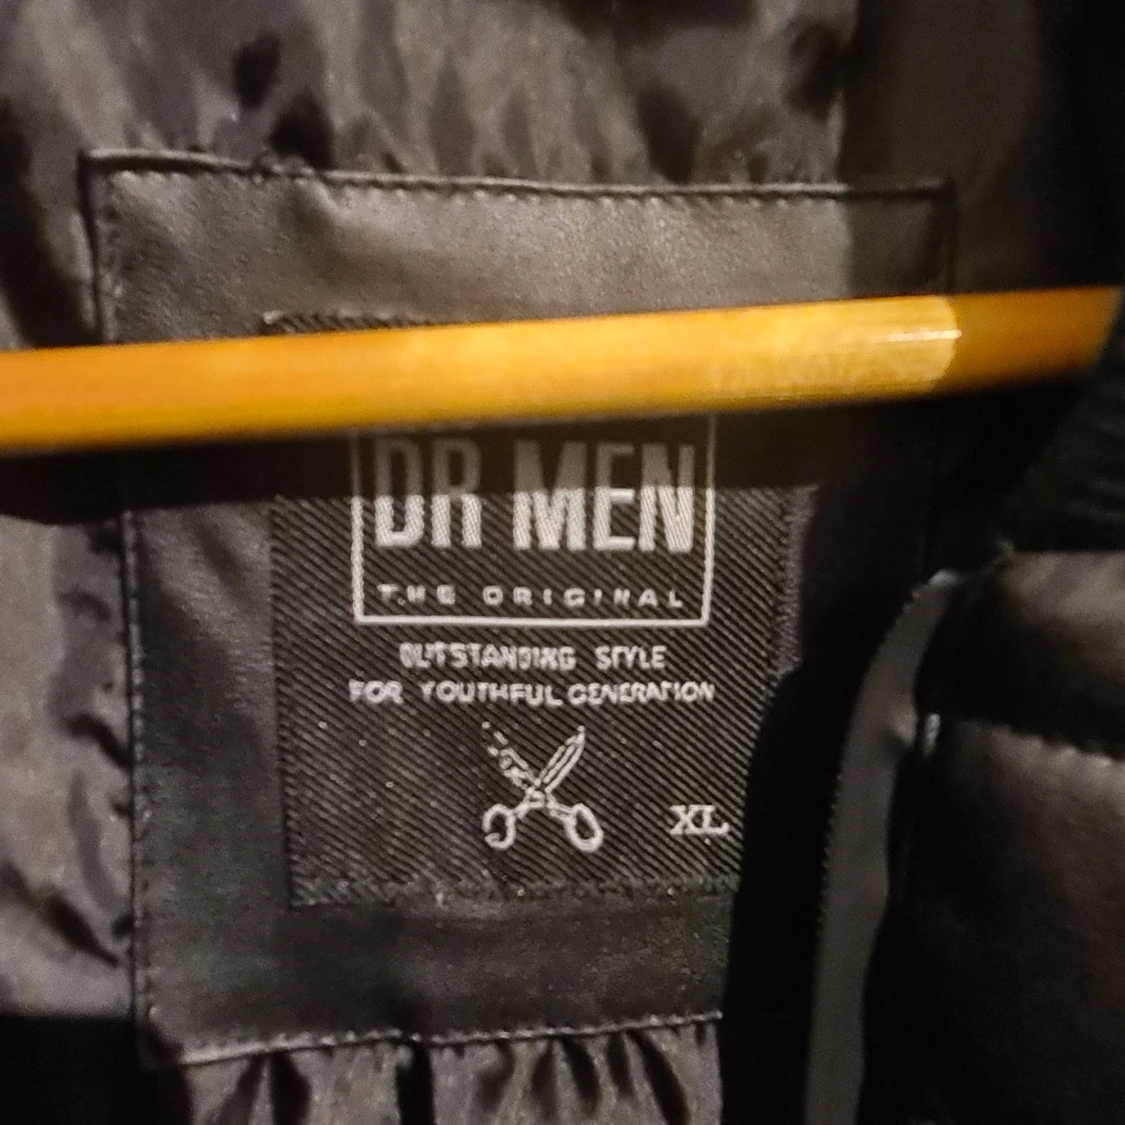 DR MEN
THE ORIGINAL
OUTSTANDING STYLE
FOR YOUTHFUL GENERATION
XL